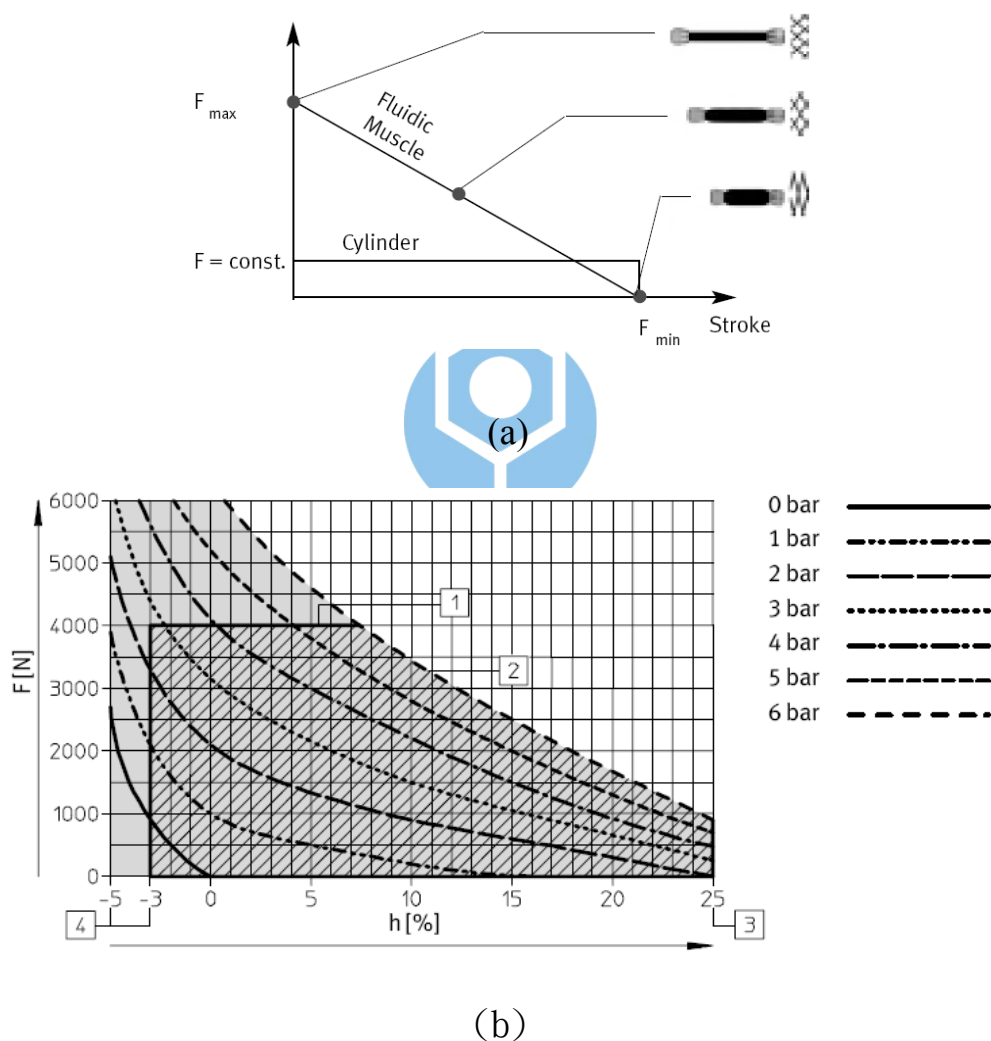 F max
Fluidic
Muscle
Cylinder
F = const.
F min
Stroke
(a)
6000
5000
4000
3000
2000
1000
0
F [N]
-5
-3
0
5
10
15
20
25
h [%]
1
2
3
4
0 bar
1 bar
2 bar
3 bar
4 bar
5 bar
6 bar
(b)